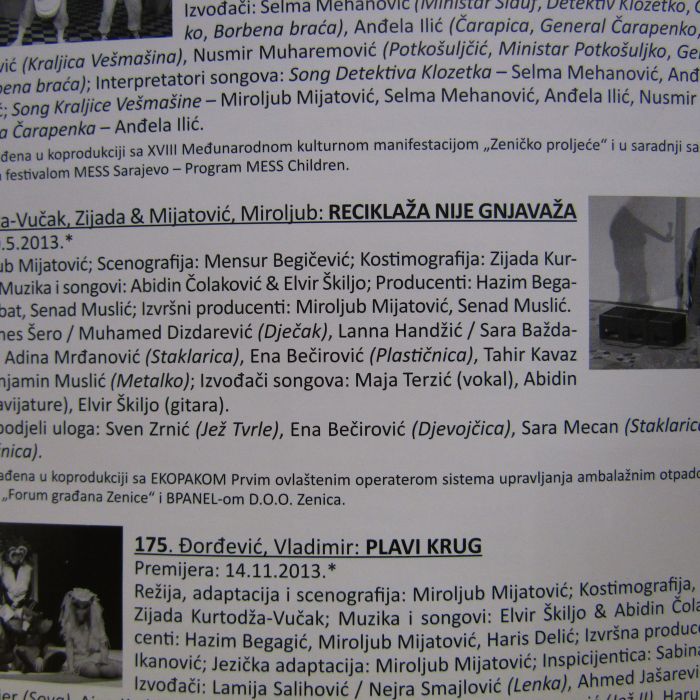 Izvođači: Selma Mehanović (Ministar Slauf, Detektiv Klozetko,
ko, Borbena braća), Anđela Ilić (Čarapica, General Čarapenko,
vić (Kraljica Vešmašina), Nusmir Muharemović (Potkošuljčić, Ministar Potkošuljko, Ge
bena braća); Interpretatori songova: Song Detektiva Klozetka – Selma Mehanović, Anđ
ć; Song Kraljice Vešmašine – Miroljub Mijatović, Selma Mehanović, Anđela Ilić, Nusmir
a Čarapenka – Anđela Ilić.
đena u koprodukciji sa XVIII Međunarodnom kulturnom manifestacijom „Zeničko proljeće“ i u saradnji sa
festivalom MESS Sarajevo – Program MESS Children.
a-Vučak, Zijada & Mijatović, Miroljub: RECIKLAŽA NIJE GNJAVAŽA
.5.2013.*
ub Mijatović; Scenografija: Mensur Begičević; Kostimografija: Zijada Kur-
Muzika i songovi: Abidin Čolaković & Elvir Škiljo; Producenti: Hazim Bega-
bat, Senad Muslić; Izvršni producenti: Miroljub Mijatović, Senad Muslić.
nes Šero / Muhamed Dizdarević (Dječak), Lanna Handžić / Sara Bažda-
Adina Mrđanović (Staklarica), Ena Bečirović (Plastičnica), Tahir Kavaz
njamin Muslić (Metalko); Izvođači songova: Maja Terzić (vokal), Abidin
avijature), Elvir Škiljo (gitara).
podjeli uloga: Sven Zrnić (Jež Tvrle), Ena Bečirović (Djevojčica), Sara Mecan (Staklarica
čnica).
ađena u koprodukciji sa EKOPAKOM Prvim ovlaštenim operaterom sistema upravljanja ambalažnim otpado
„Forum građana Zenice“ i BPANEL-om D.O.O. Zenica.
175. Đorđević, Vladimir: PLAVI KRUG
Premijera: 14.11.2013.*
Režija, adaptacija i scenografija: Miroljub Mijatović; Kostimografija,
Zijada Kurtodža-Vučak; Muzika i songovi: Elvir Škiljo & Abidin Čola
centi: Hazim Begagić, Miroljub Mijatović, Haris Delić; Izvršna produce
Ikanović; Jezička adaptacija: Miroljub Mijatović; Inspicijentica: Sabina
Izvođači: Lamija Salihović / Nejra Smajlović (Lenka), Ahmed Jašarev